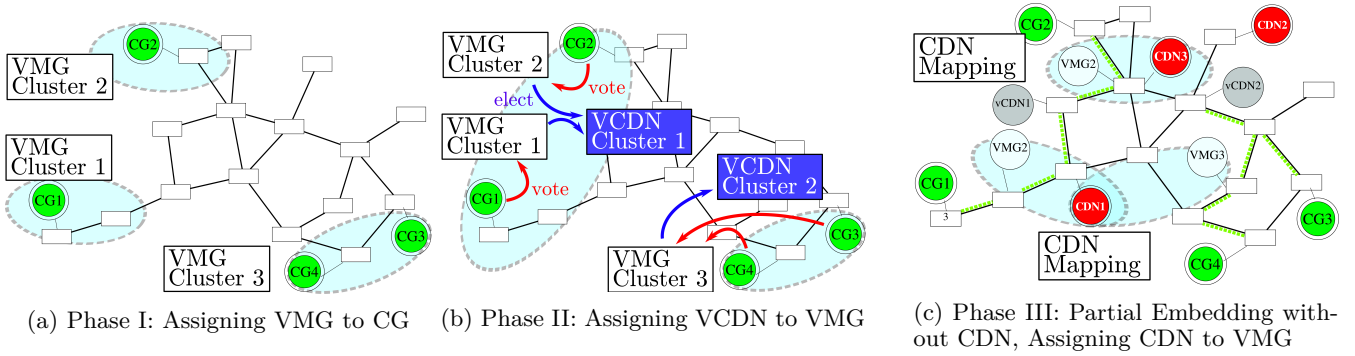 CG2
VMG
Cluster 2
VMG
Cluster 1
CG1
VMG
Cluster 3
CG3
CG4
(a) Phase I: Assigning VMG to CG
VMG
Cluster 2
CG2
vote
elect
VMG
Cluster 1
VCDN
Cluster 1
VCDN
Cluster 2
CG1
vote
VMG
Cluster 3
CG3
CG4
(b) Phase II: Assigning VCDN to VMG
CG2
CDN2
CDN
Mapping
VMG2
CDN3
vCDN1
vCDN2
VMG2
VMG3
CG1
3
CDN1
CG3
CDN
Mapping
CG4
(c) Phase III: Partial Embedding with-
out CDN, Assigning CDN to VMG